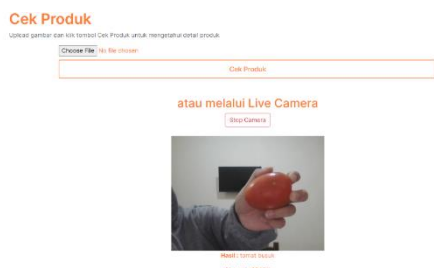 Cek Produk
Upload gambar dan klik tombol Cek Produk untuk mengetahui detail produk
Choose File No file chosen
Cek Produk
atau melalui Live Camera
Stop Camera
Hasil : tomat busuk